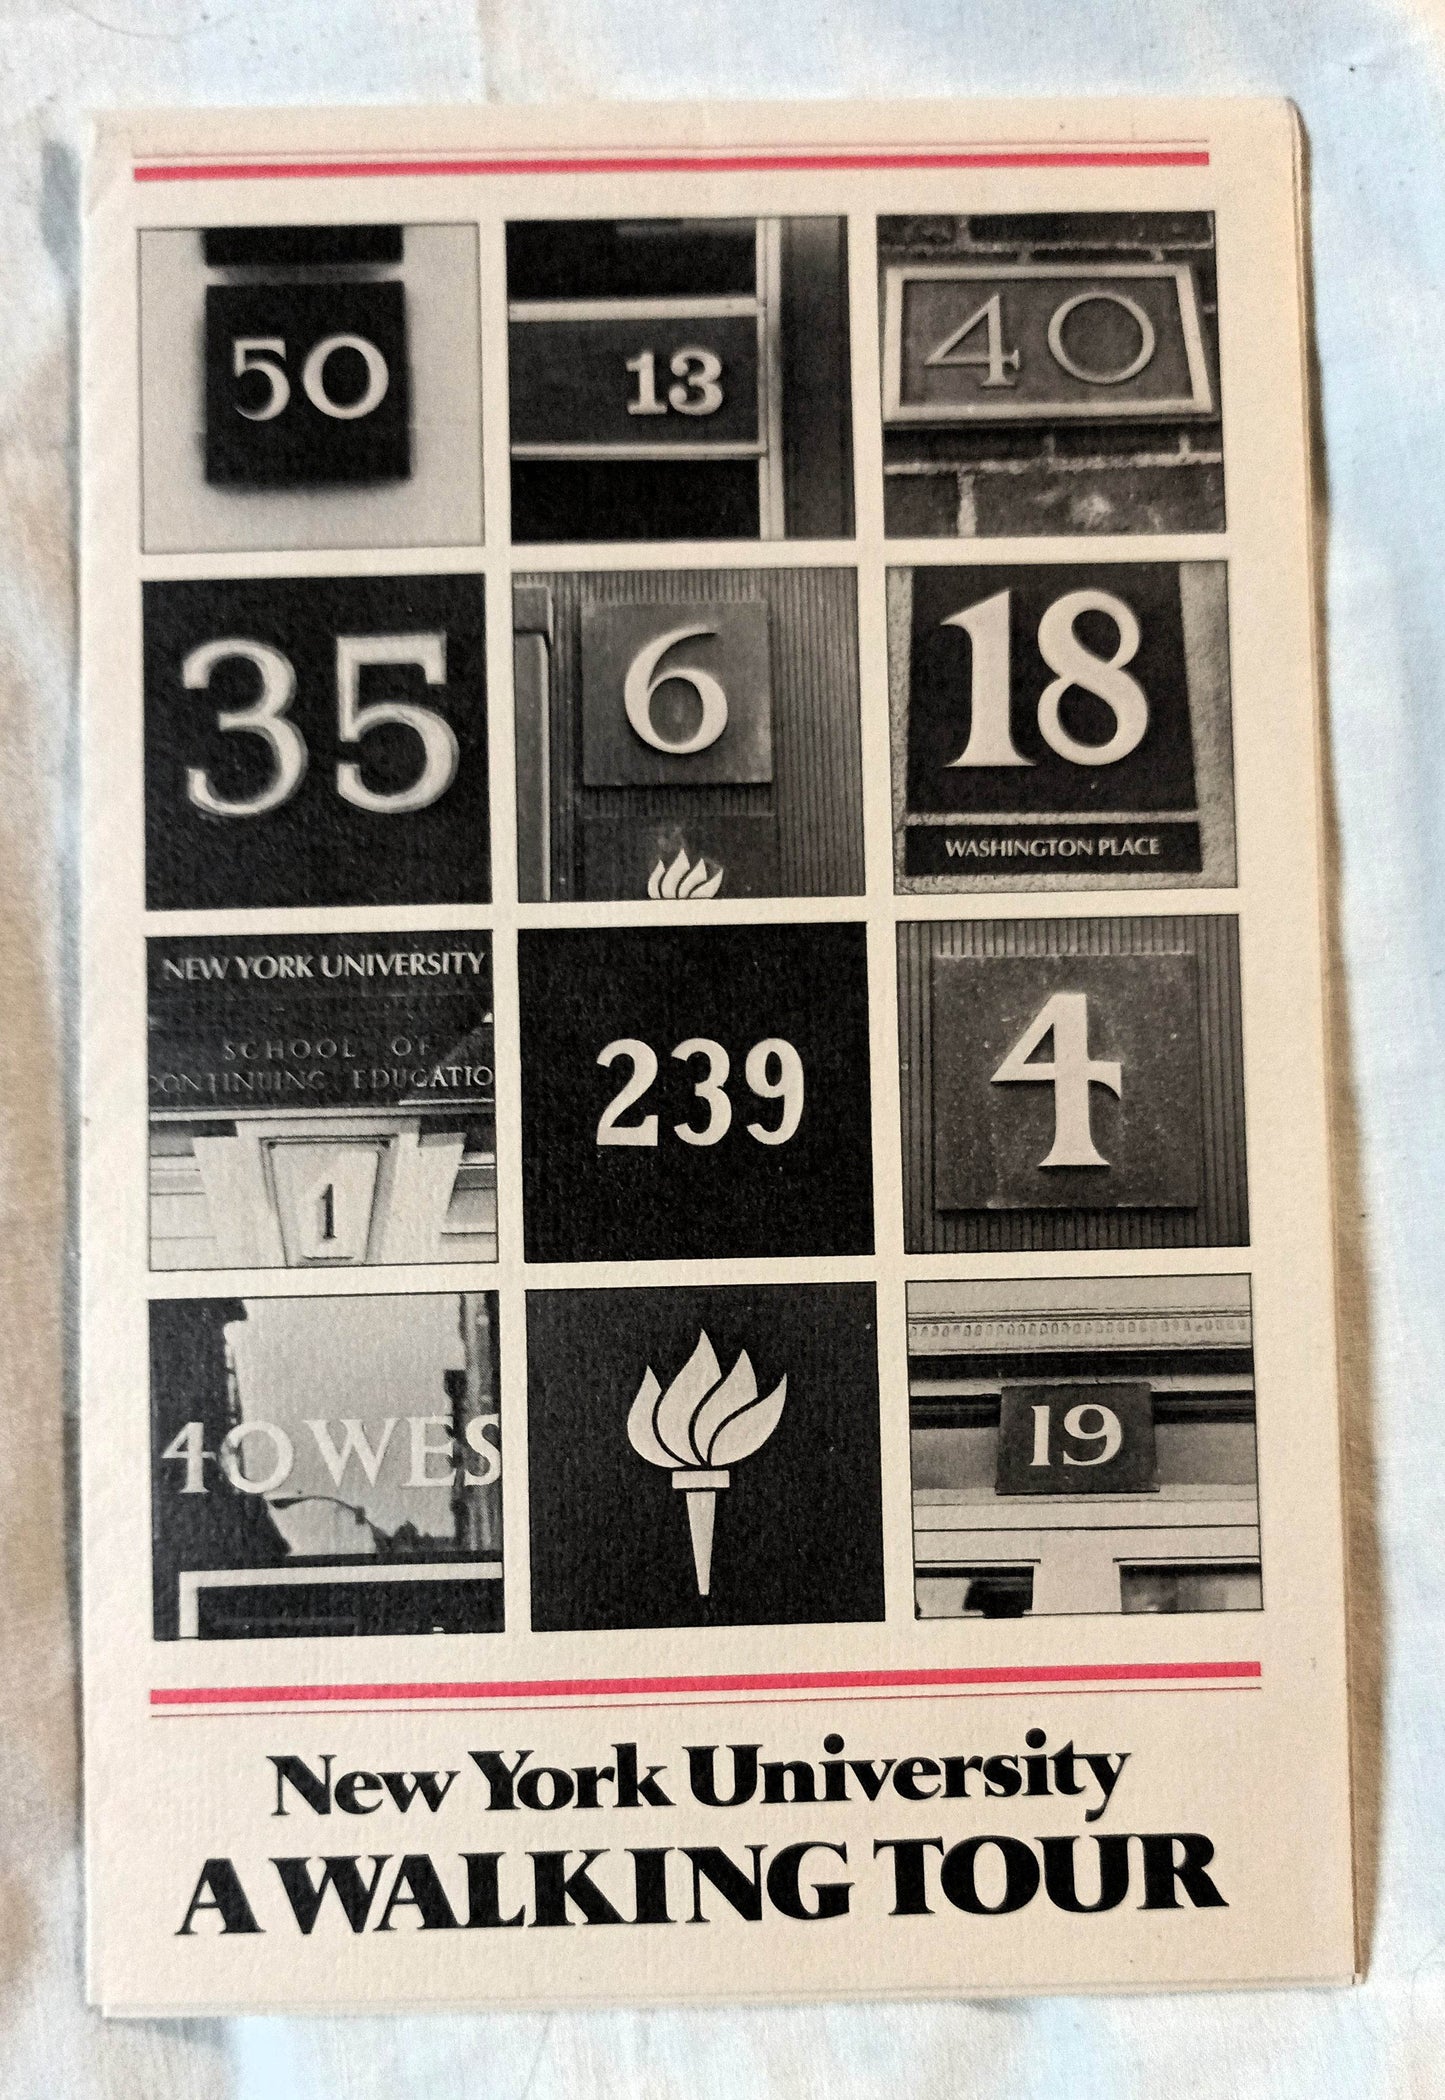 50
13
40
35
6
18
WASHINGTON PLACE
NEW YORK UNIVERSITY
SCHOOL OF
CONTINUING EDUCATIO
1
239
4
40 WES
19
New York University
A WALKING TOUR